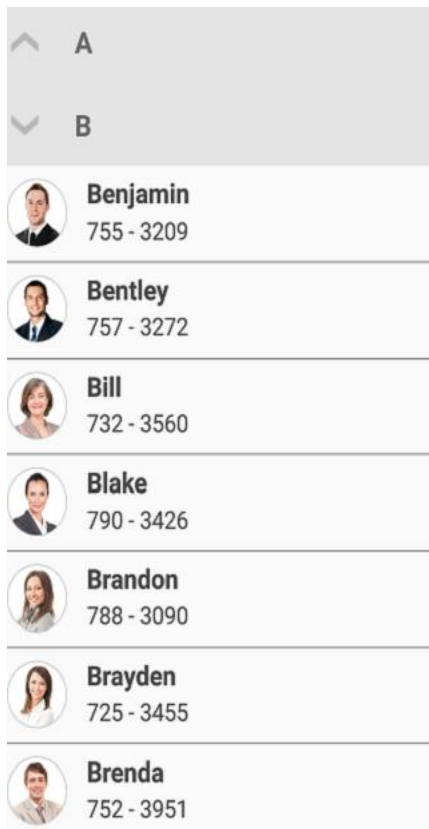 A
B
Benjamin
755 - 3209
Bentley
757 - 3272
Bill
732 - 3560
Blake
790 - 3426
Brandon
788 - 3090
Brayden
725 - 3455
Brenda
752 - 3951